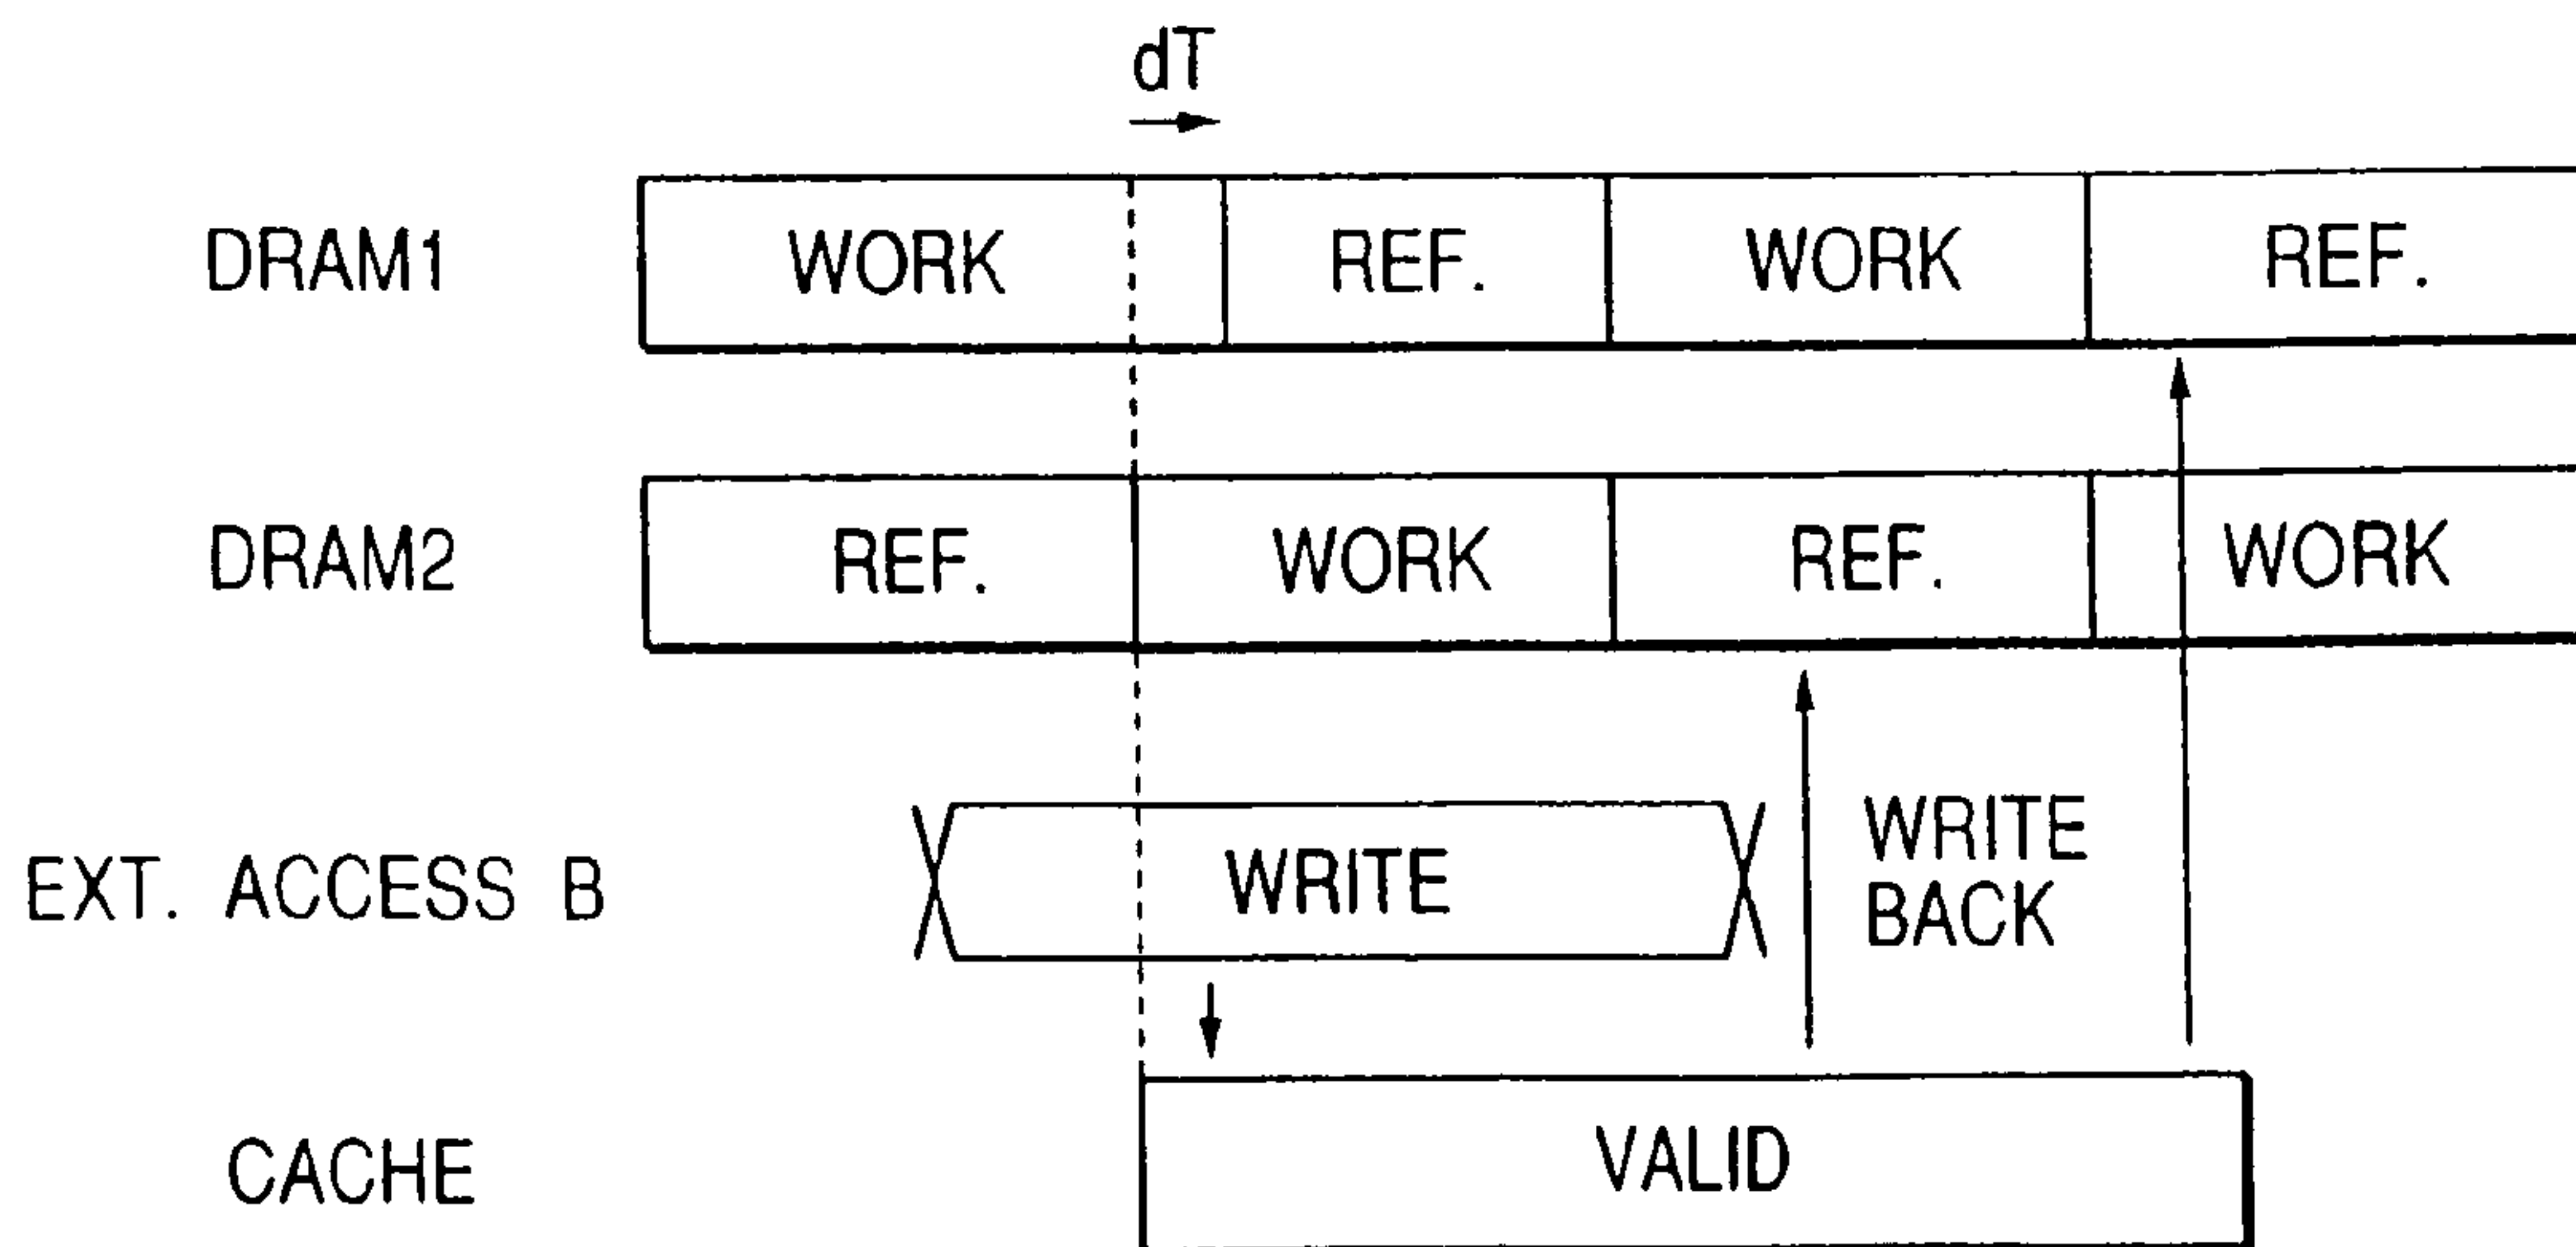 dT
DRAM1 WORK REF. WORK REF.
DRAM2 REF. WORK REF. WORK
EXT. ACCESS B WRITE WRITE
BACK
CACHE VALID